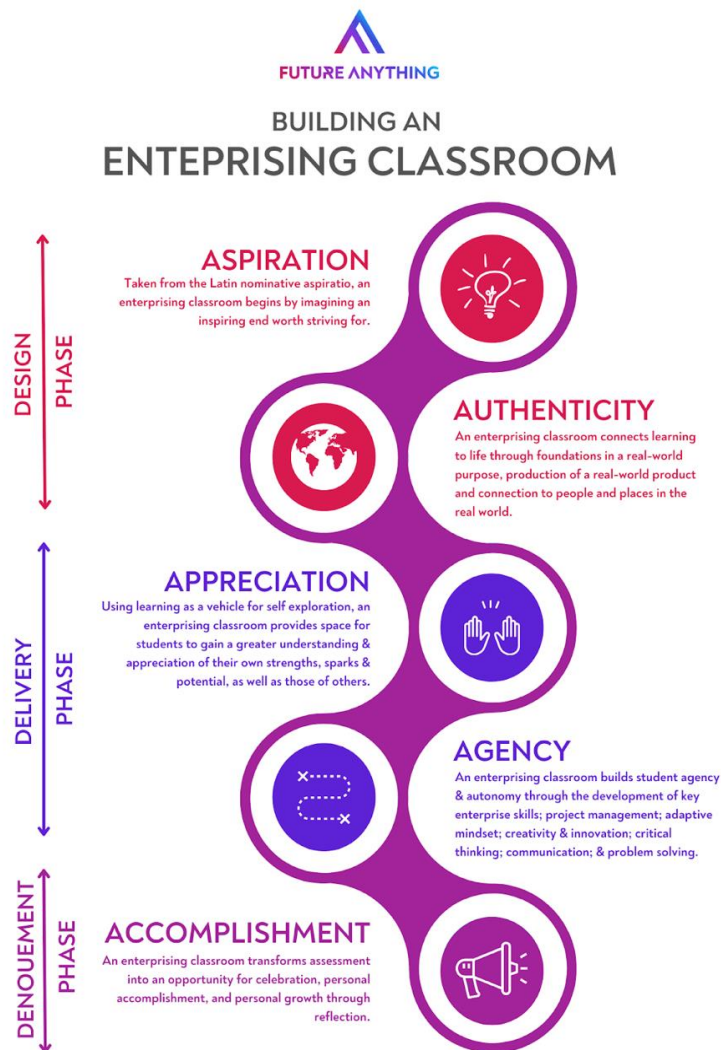 FUTURE ANYTHING
BUILDING AN
ENTEPRISING CLASSROOM
DESIGN
PHASE
ASPIRATION
Taken from the Latin nominative aspiratio, an
enterprising classroom begins by imagining an
inspiring end worth striving for.
AUTHENTICITY
An enterprising classroom connects learning
to life through foundations in a real-world
purpose, production of a real-world product
and connection to people and places in the
real world.
DELIVERY
PHASE
APPRECIATION
Using learning as a vehicle for self exploration, an
enterprising classroom provides space for
students to gain a greater understanding &
appreciation of their own strengths, sparks &
potential, as well as those of others.
AGENCY
An enterprising classroom builds student agency
& autonomy through the development of key
enterprise skills; project management; adaptive
mindset; creativity & innovation; critical
thinking; communication; & problem solving.
DENOUEMENT
PHASE
ACCOMPLISHMENT
An enterprising classroom transforms assessment
into an opportunity for celebration, personal
accomplishment, and personal growth through
reflection.